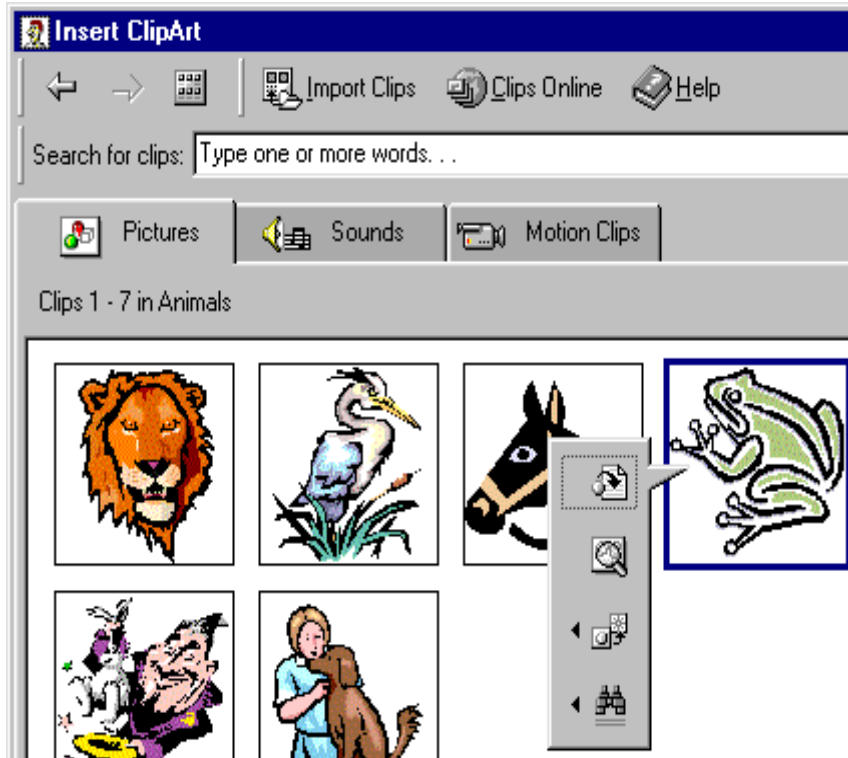 Insert ClipArt
Import Clips Clips Online Help
Search for clips: Type one or more words. . .
Pictures Sounds Motion Clips
Clips 1 - 7 in Animals